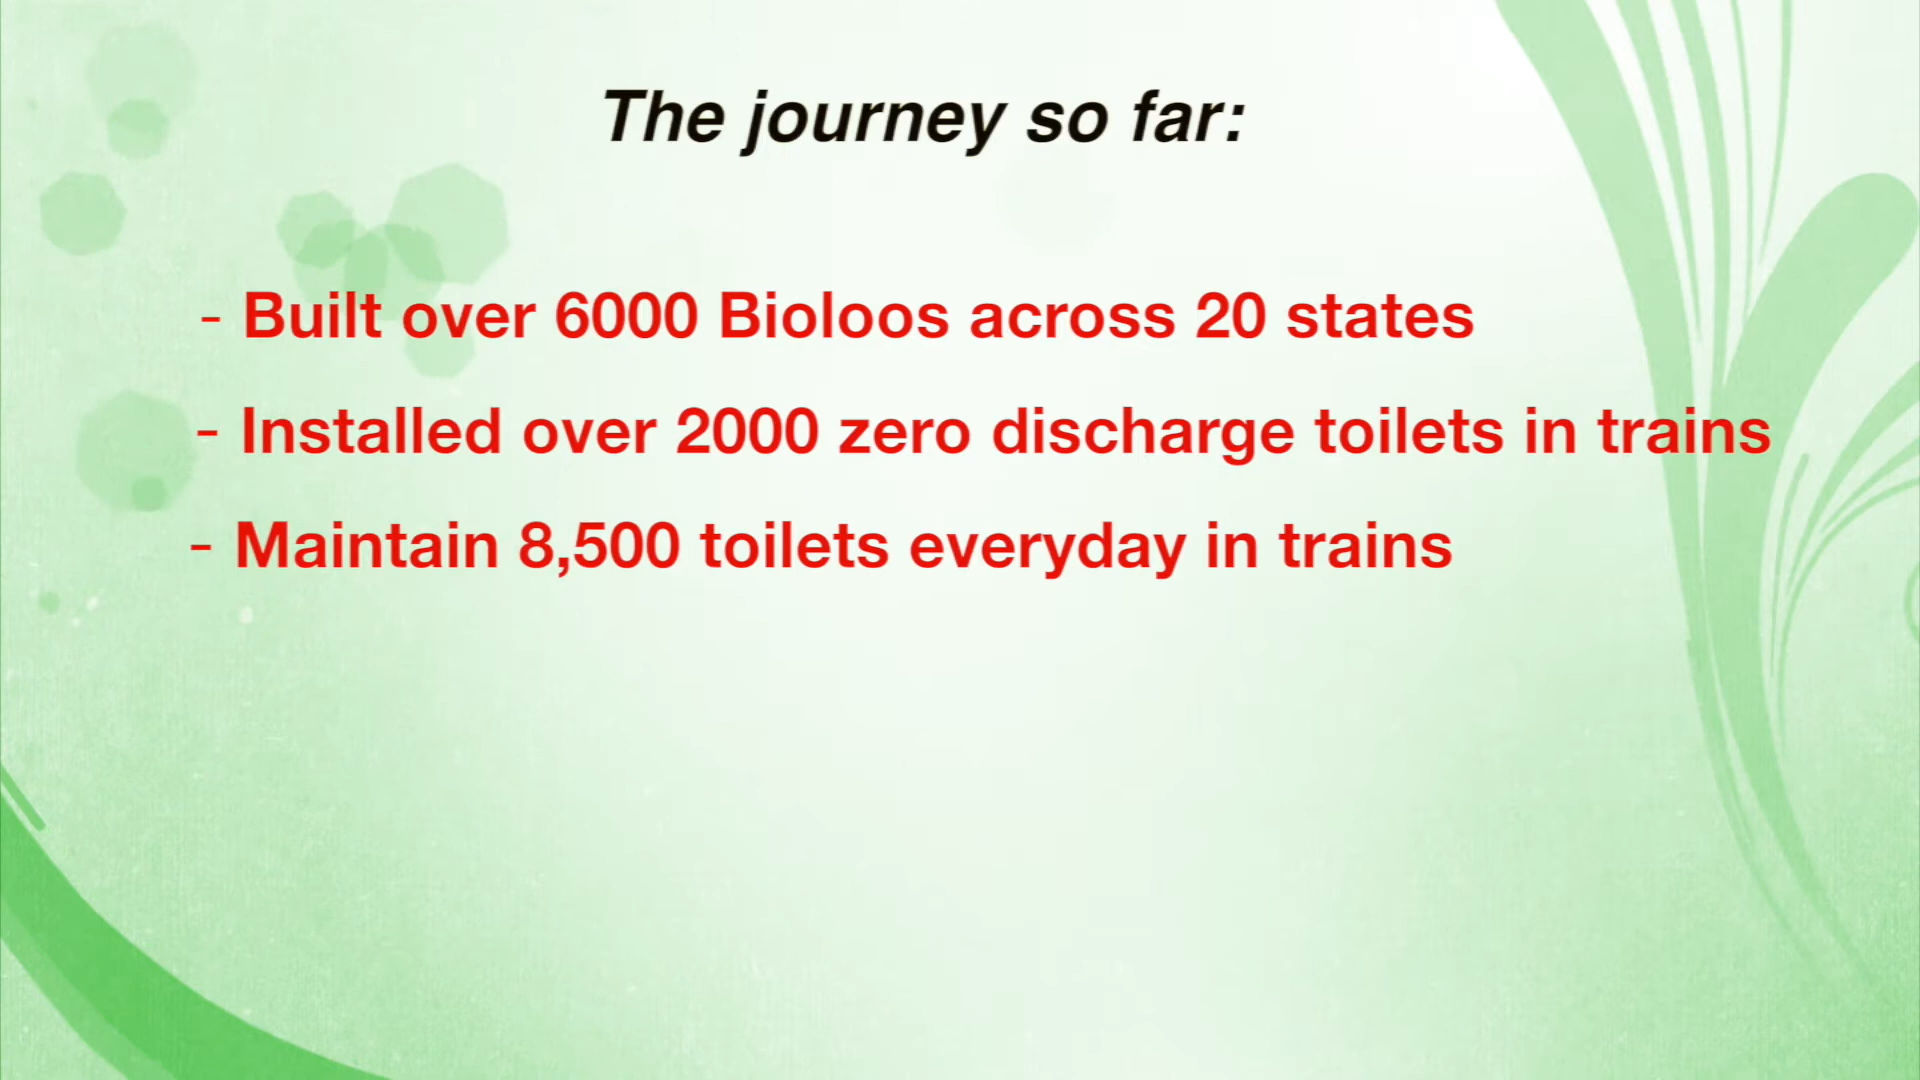 The journey so far:
- Built over 6000 Bioloos across 20 states
- Installed over 2000 zero discharge toilets in trains
- Maintain 8,500 toilets everyday in trains